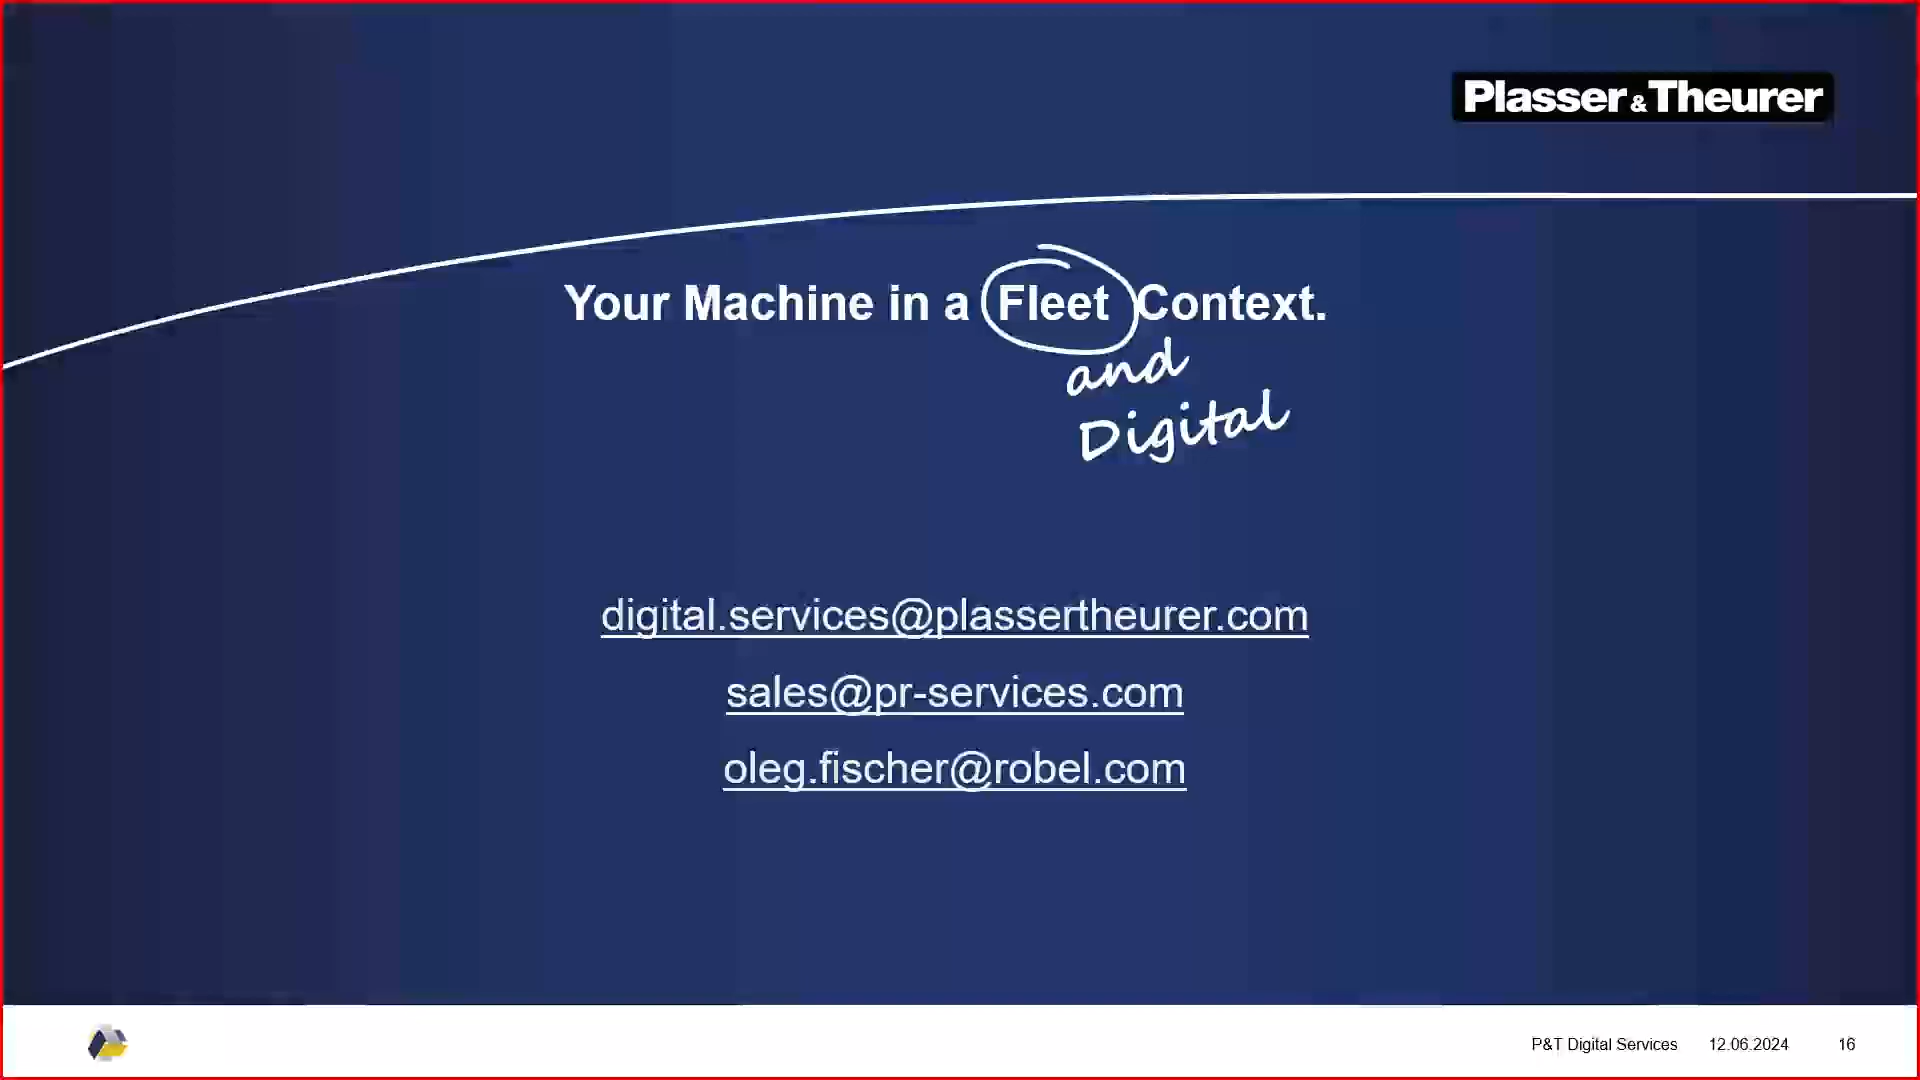 Plasser & Theurer
Your Machine in a Fleet Context.
and
Digital
digital.services@plassertheurer.com
sales@pr-services.com
oleg.fischer@robel.com
P&T Digital Services 12.06.2024 16